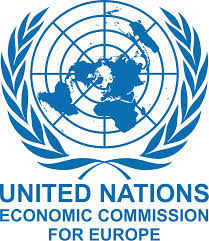 UNITED NATIONS
ECONOMIC COMMISSION
FOR EUROPE